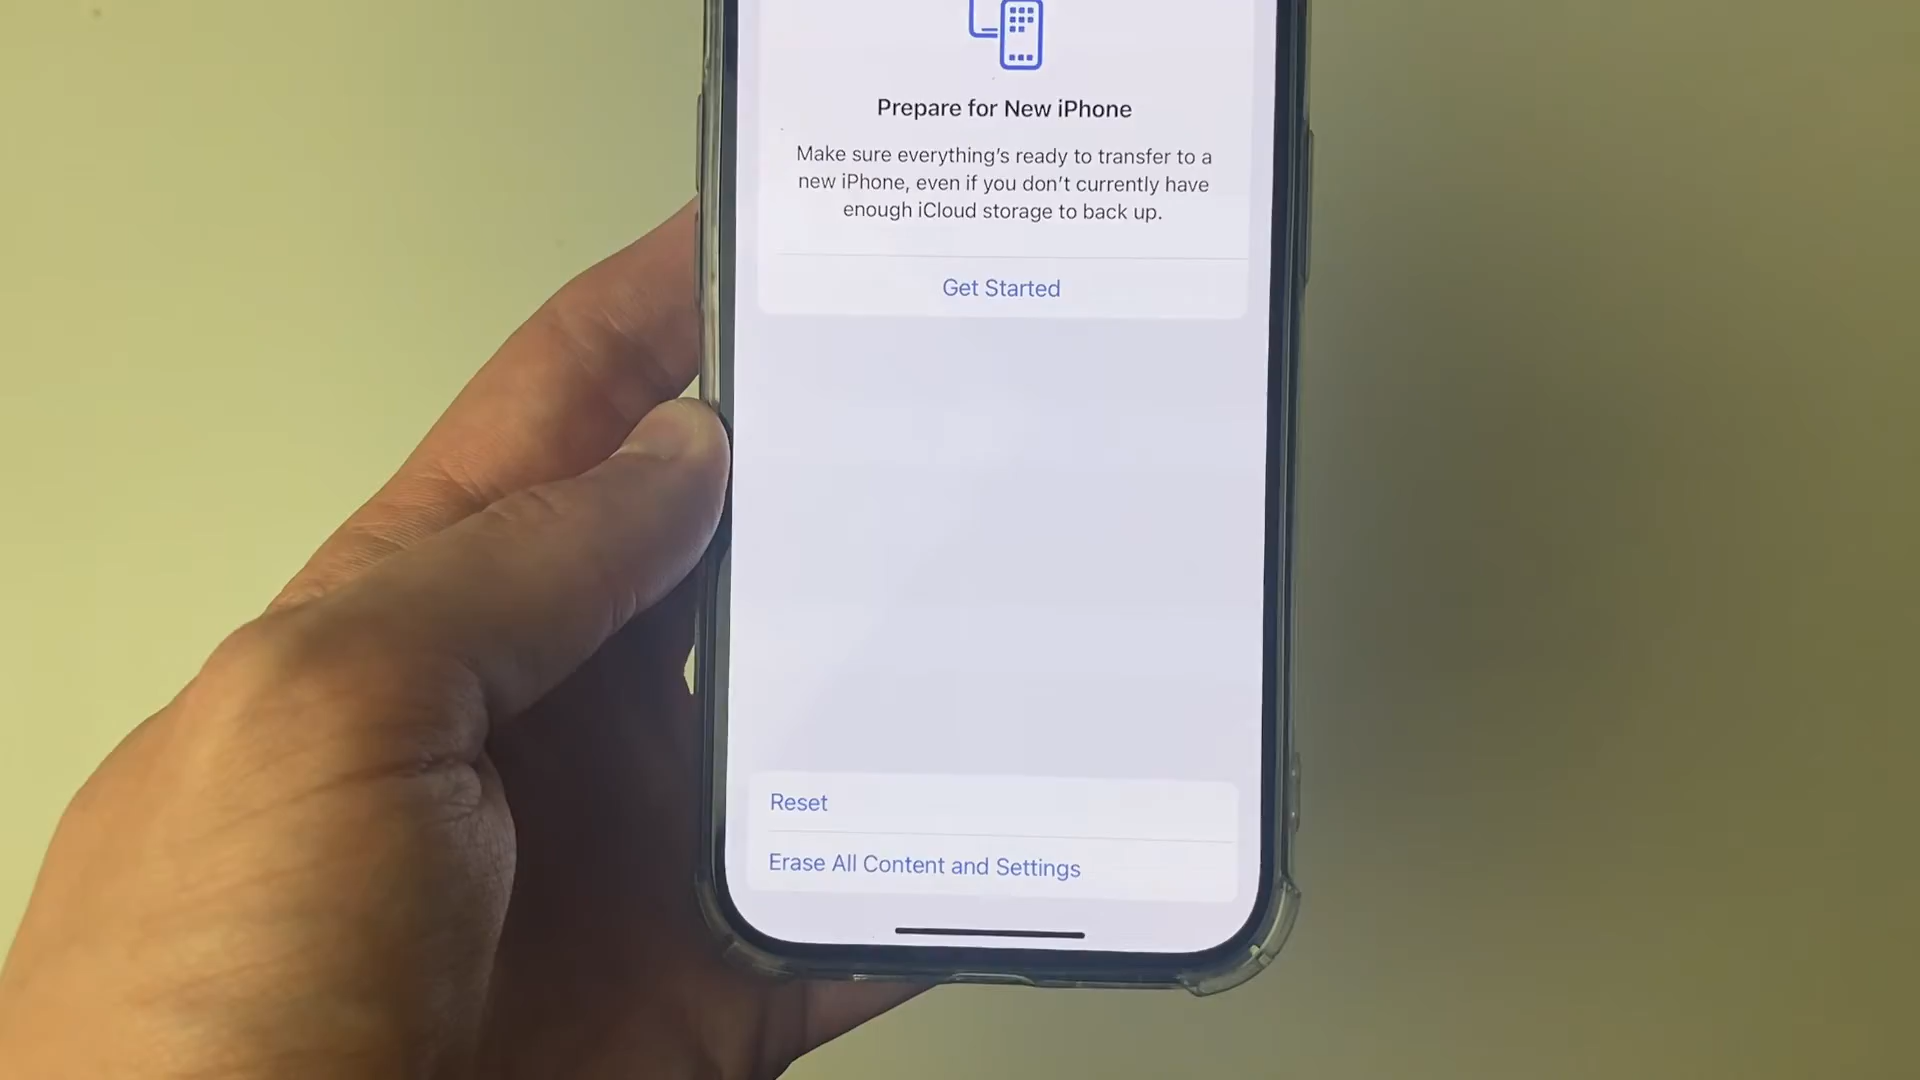 Prepare for New iPhone
Make sure everything's ready to transfer to a
new iPhone, even if you don't currently have
enough iCloud storage to back up.
Get Started
Reset
Erase All Content and Settings